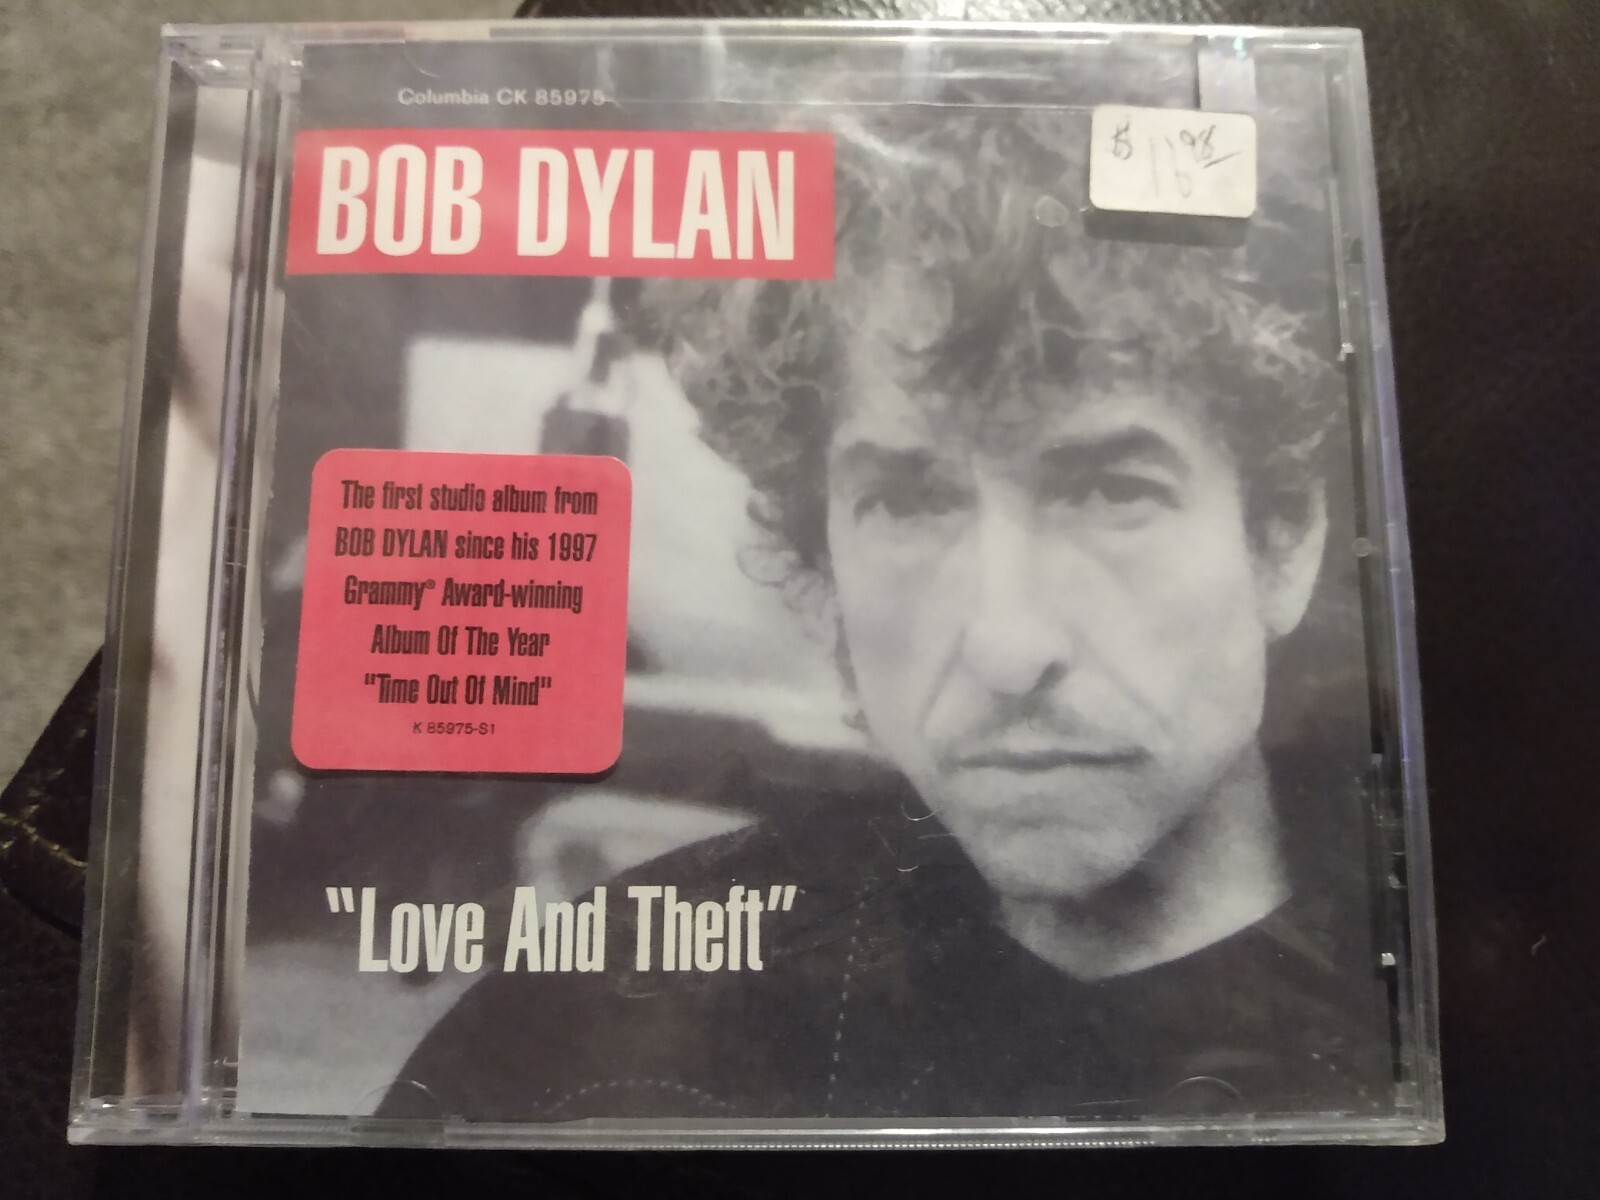 Columbia CK 85975
BOB DYLAN
The first studio album from
BOB DYLAN since his 1997
Grammy® Award-winning
Album Of The Year
"Time Out Of Mind"
K 85975-S1
"Love And Theft"